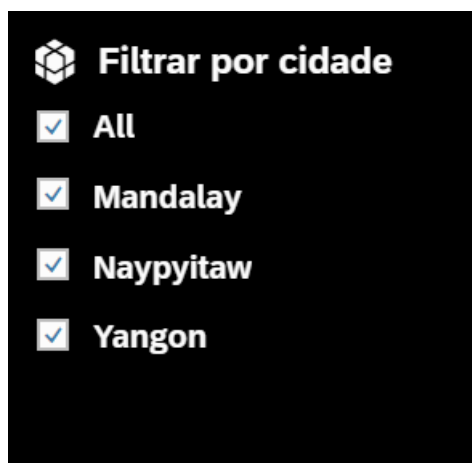 Filtrar por cidade
All
Mandalay
Naypyitaw
Yangon